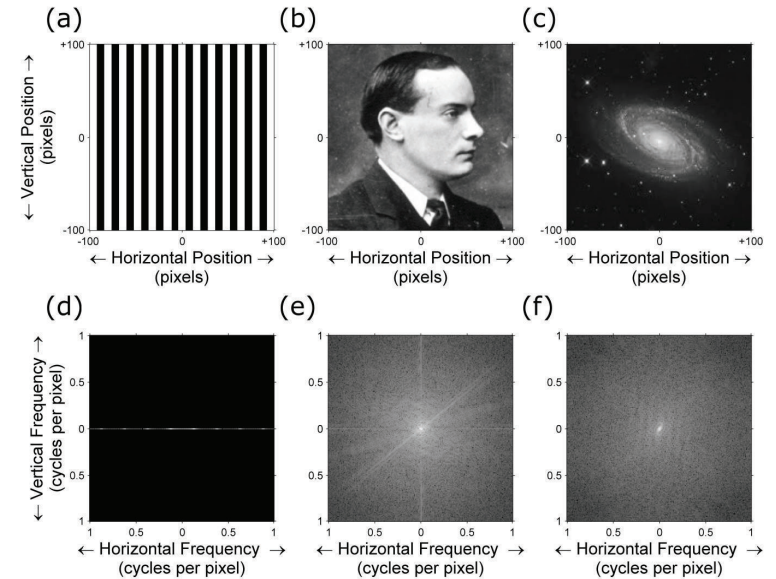 (a)
(b)
(c)
+100
0
-100
← Vertical Position →
(pixels)
-100 0 +100
← Horizontal Position →
(pixels)
+100
0
-100
0 +100
← Horizontal Position →
(pixels)
+100
0
-100
-100 0 +100
← Horizontal Position →
(pixels)
(d)
(e)
(f)
1
0.5
0
0.5
1
← Vertical Frequency →
(cycles per pixel)
1 0.5 0 0.5 1
← Horizontal Frequency →
(cycles per pixel)
1
0.5
0
0.5
1
1 0.5 0 0.5 1
← Horizontal Frequency →
(cycles per pixel)
1
0.5
0
0.5
1
1 0.5 0 0.5 1
← Horizontal Frequency →
(cycles per pixel)